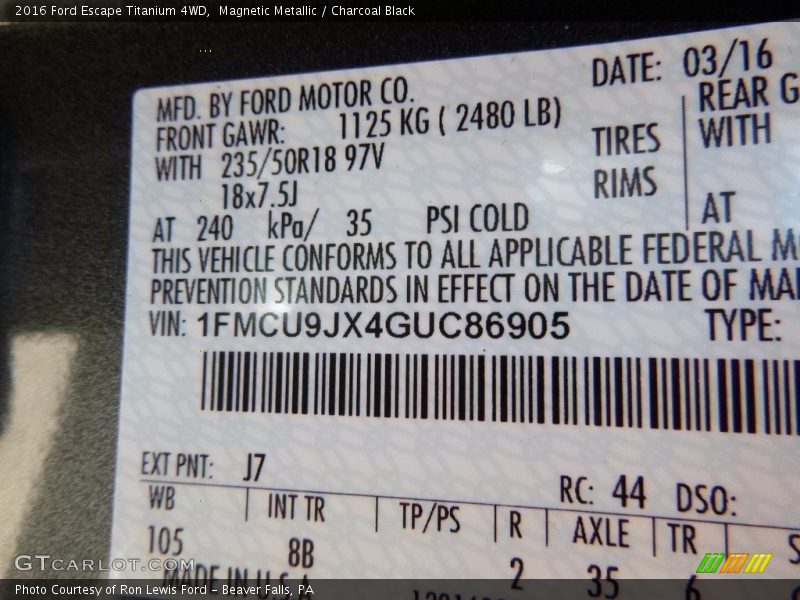 2016 Ford Escape Titanium 4WD,  Magnetic Metallic / Charcoal Black
DATE: 03/16
MFD. BY FORD MOTOR CO.
REAR G
FRONT GAWR: 1125 KG ( 2480 LB)
WITH 235/50R18 97V TIRES WITH
18x7.5J RIMS
AT 240 kPa/ 35 PSI COLD AT
THIS VEHICLE CONFORMS TO ALL APPLICABLE FEDERAL M
PREVENTION STANDARDS IN EFFECT ON THE DATE OF MA
VIN: 1FMCU9JX4GUC86905 TYPE:
EXT PNT: J7 RC: 44 DSO:
WB INT TR TP/PS R AXLE TR S
105 8B 2 35 6
MADE IN U.S.A
GTCARLOT.COM
Photo Courtesy of Ron Lewis Ford - Beaver Falls, PA